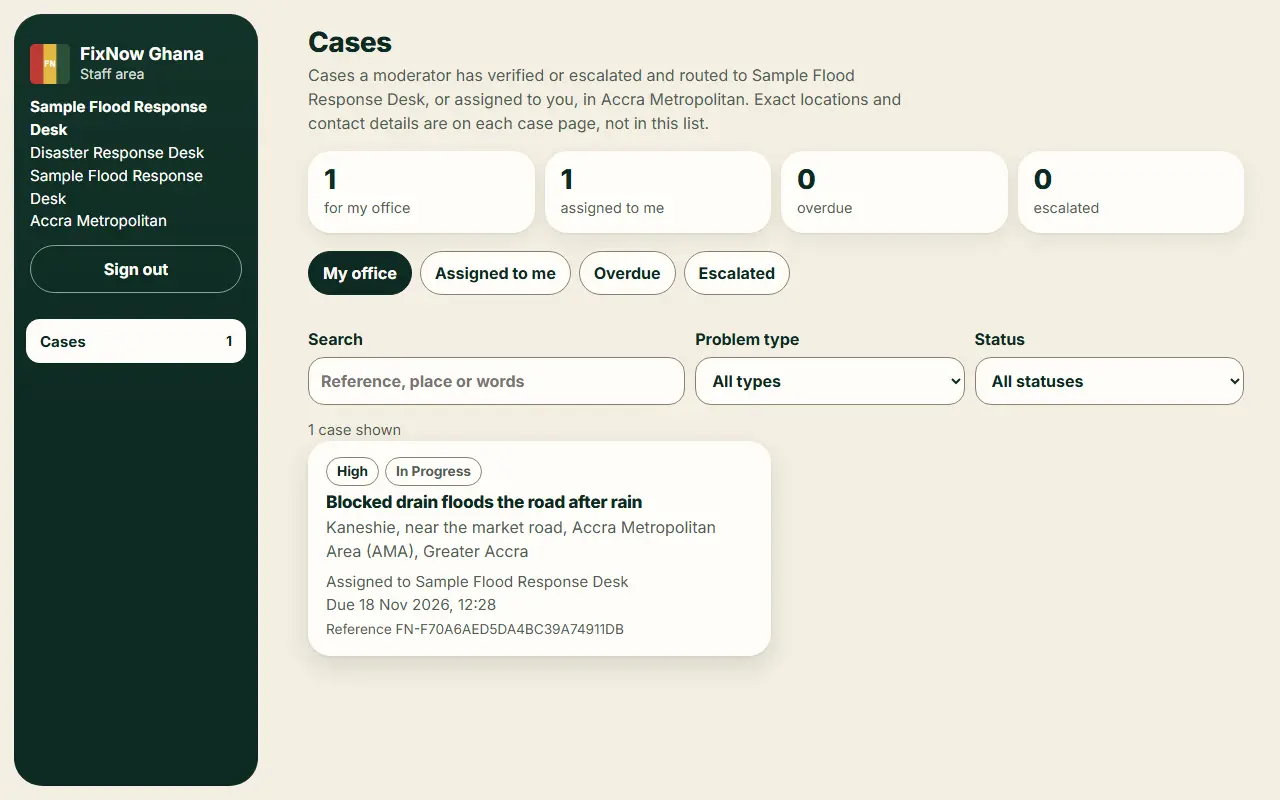 FN
FixNow Ghana
Staff area
Sample Flood Response
Desk
Disaster Response Desk
Sample Flood Response
Desk
Accra Metropolitan
Sign out
Cases 1
Cases
Cases a moderator has verified or escalated and routed to Sample Flood
Response Desk, or assigned to you, in Accra Metropolitan. Exact locations and
contact details are on each case page, not in this list.
1
for my office
1
assigned to me
0
overdue
0
escalated
My office
Assigned to me
Overdue
Escalated
Search
Reference, place or words
Problem type
All types
Status
All statuses
1 case shown
High
In Progress
Blocked drain floods the road after rain
Kaneshie, near the market road, Accra Metropolitan
Area (AMA), Greater Accra
Assigned to Sample Flood Response Desk
Due 18 Nov 2026, 12:28
Reference FN-F70A6AED5DA4BC39A74911DB